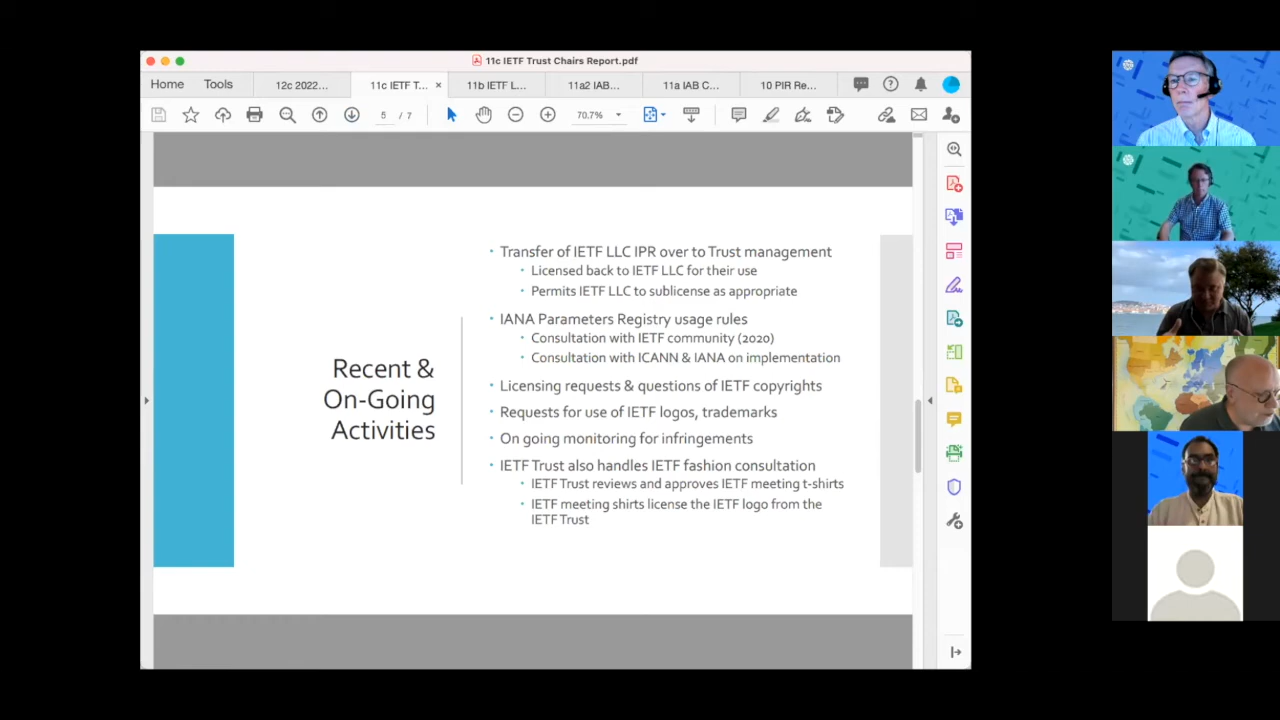 11c IETF Trust Chairs Report.pdf
Home Tools 12c 2022... 11c IETF T... × 11b IETF L... 11a2 IAB... 11a IAB C... 10 PIR Re...
5 / 7 70.7%
Recent &
On-Going
Activities
• Transfer of IETF LLC IPR over to Trust management
• Licensed back to IETF LLC for their use
• Permits IETF LLC to sublicense as appropriate
• IANA Parameters Registry usage rules
• Consultation with IETF community (2020)
• Consultation with ICANN & IANA on implementation
• Licensing requests & questions of IETF copyrights
• Requests for use of IETF logos, trademarks
• On going monitoring for infringements
• IETF Trust also handles IETF fashion consultation
• IETF Trust reviews and approves IETF meeting t-shirts
• IETF meeting shirts license the IETF logo from the
IETF Trust